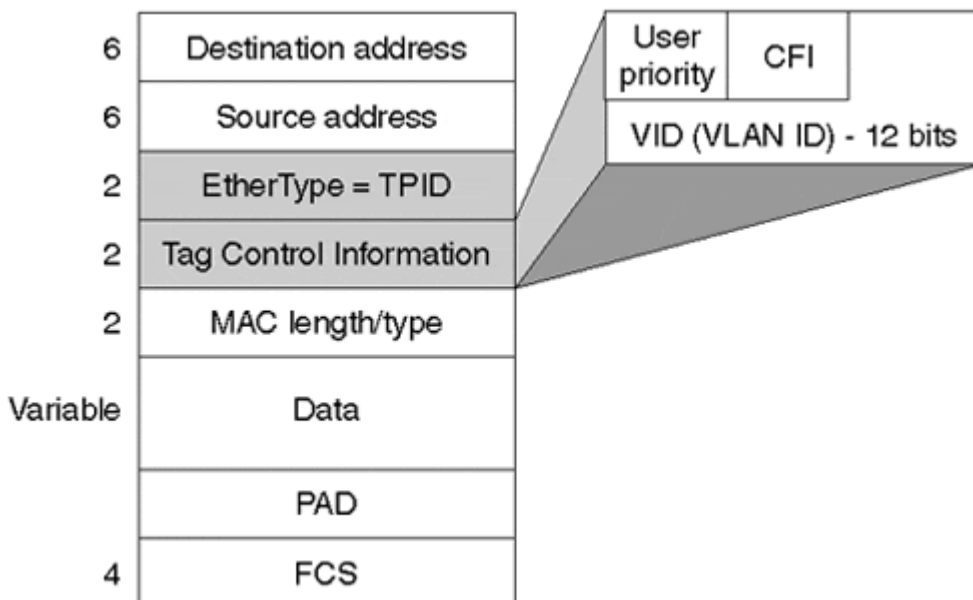 6 Destination address
6 Source address
2 EtherType = TPID
2 Tag Control Information
2 MAC length/type
Variable Data
PAD
4 FCS
User
priority
CFI
VID (VLAN ID) - 12 bits